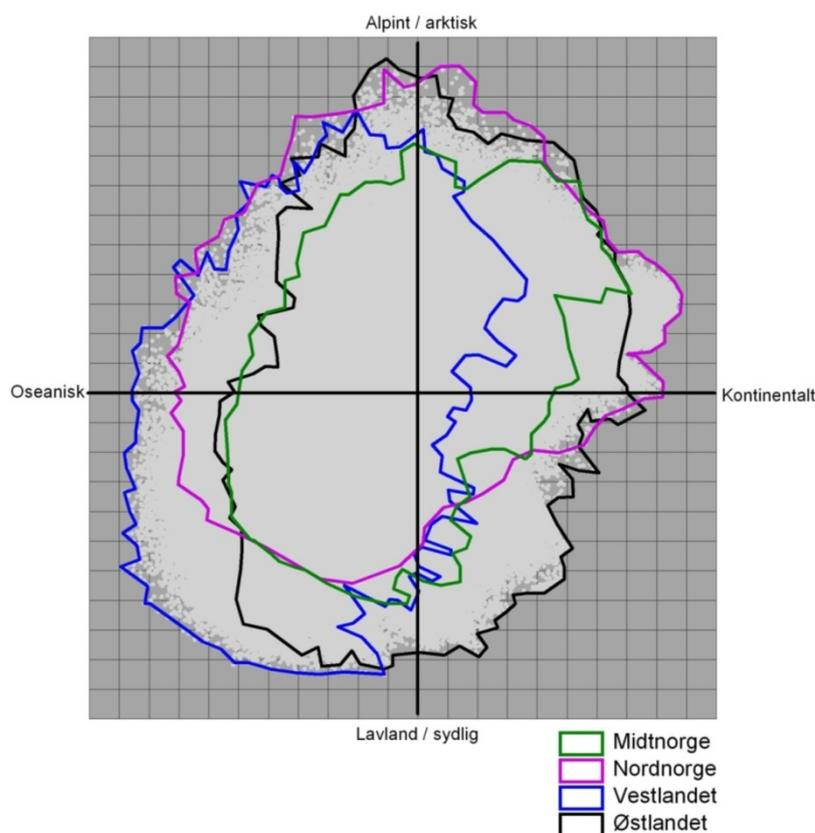 Alpint / arktisk
Oseanisk
Kontinentalt
Lavland / sydlig
Midtnorge
Nordnorge
Vestlandet
Østlandet